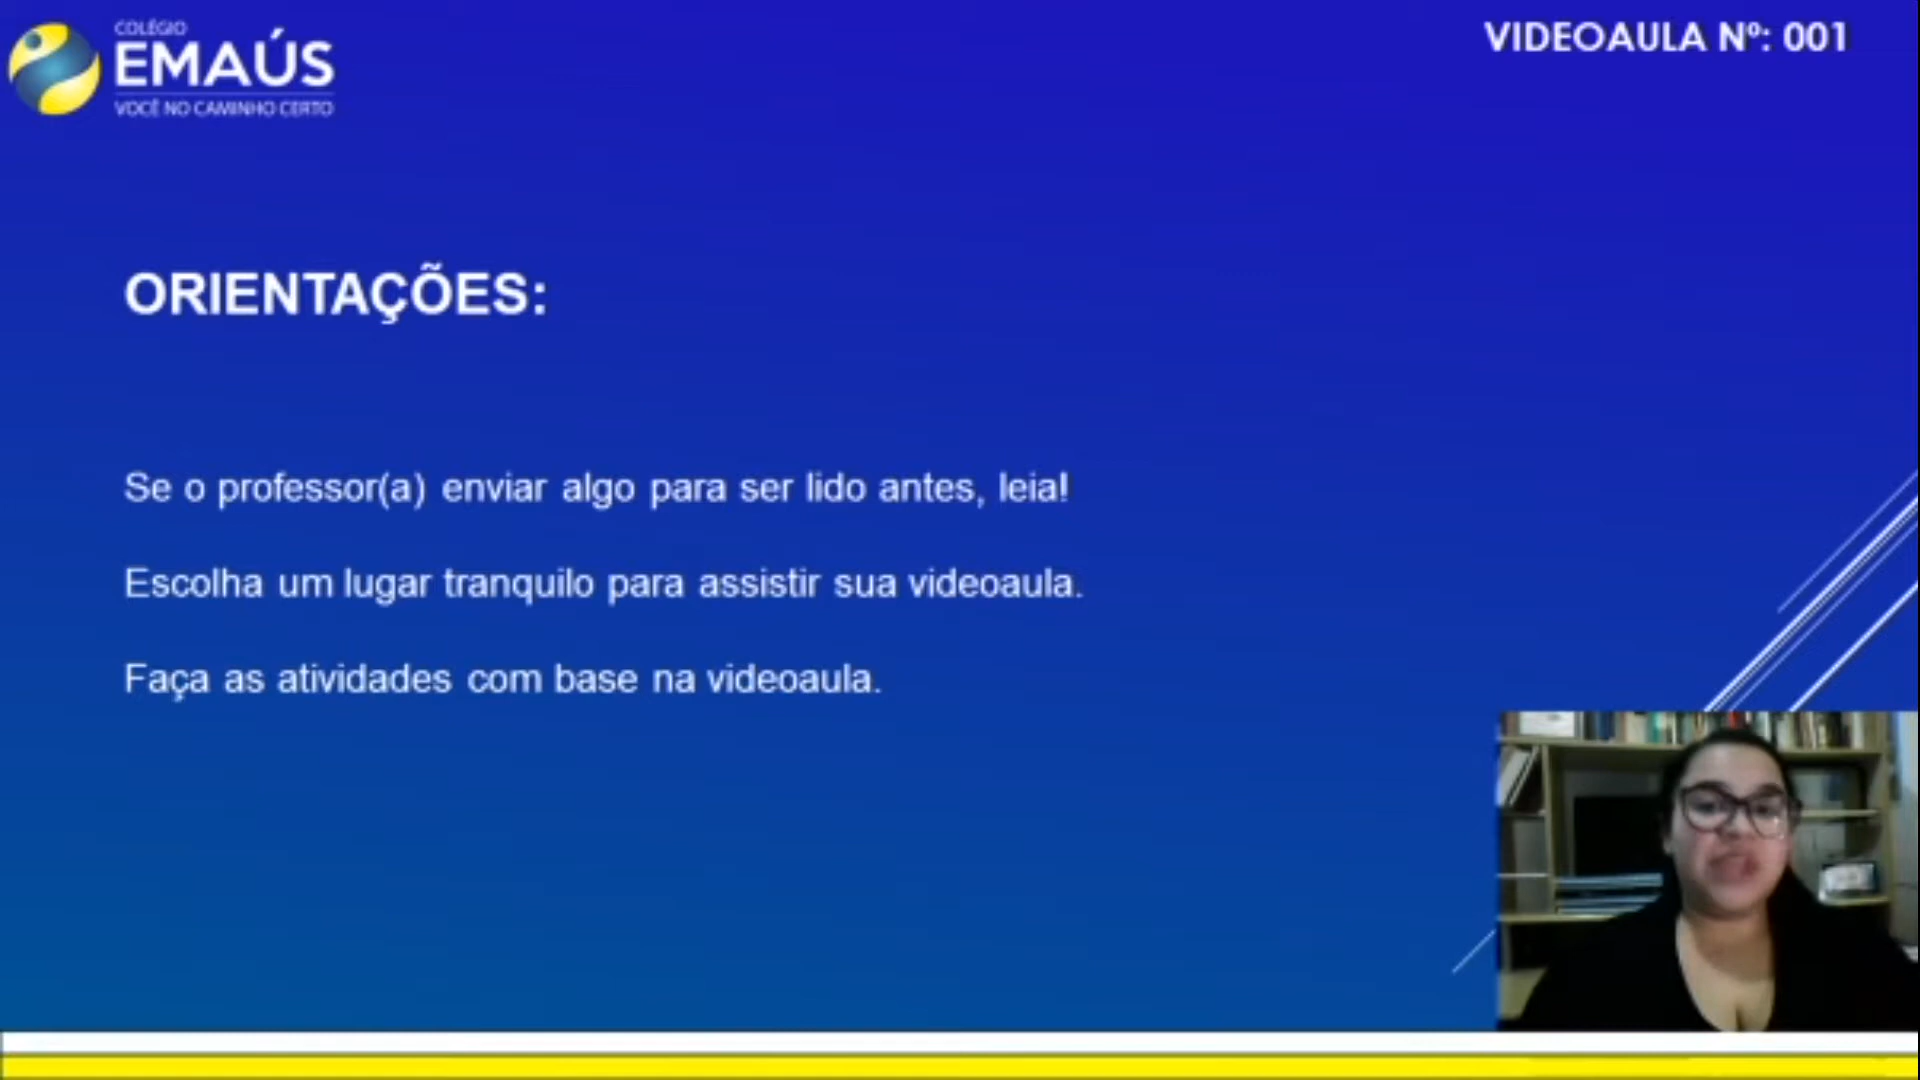 COLÉGIO
EMAÚS
VOCÊ NO CAMINHO CERTO
VIDEOAULA Nº: 001
ORIENTAÇÕES:
Se o professor(a) enviar algo para ser lido antes, leia!
Escolha um lugar tranquilo para assistir sua videoaula.
Faça as atividades com base na videoaula.